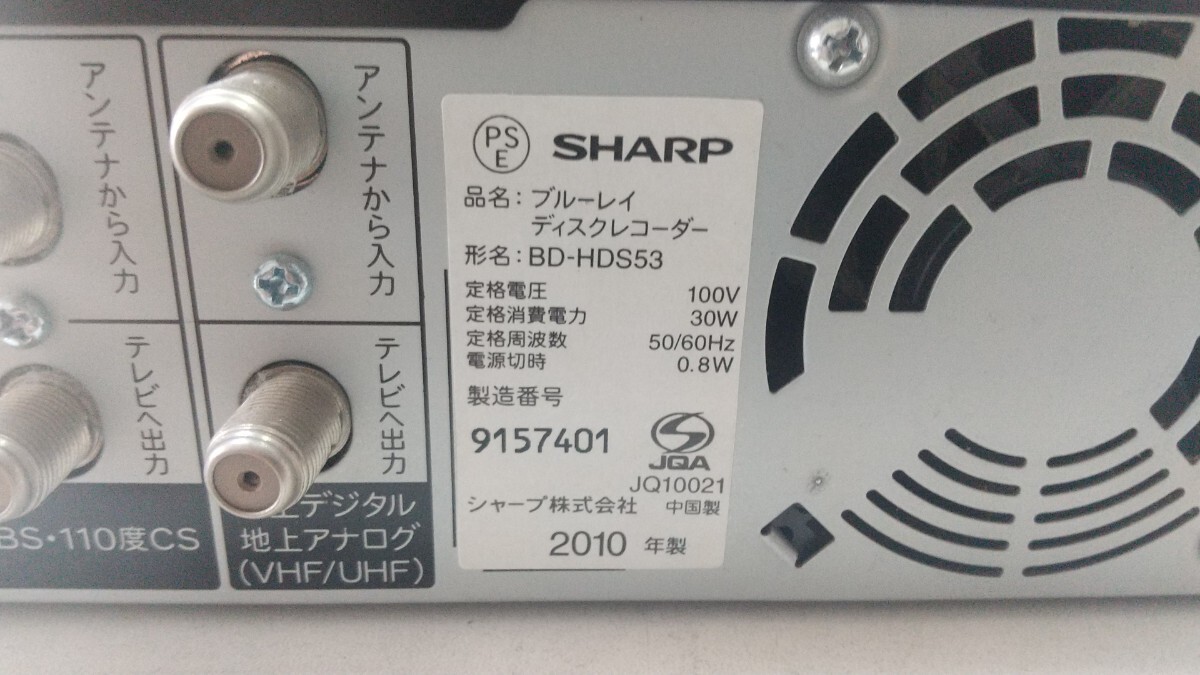 アンテナから入力
テレビへ出力
BS・110度CS
アンテナから入力
テレビへ出力
デジタル
地上アナログ
(VHF/UHF)
PS
E
SHARP
品名：ブルーレイ
ディスクレコーダー
形名：BD-HDS53
定格電圧 100V
定格消費電力 30W
定格周波数 50/60Hz
電源切時 0.8W
製造番号
9157401
JQA
JQ10021
シャープ株式会社 中国製
2010 年製